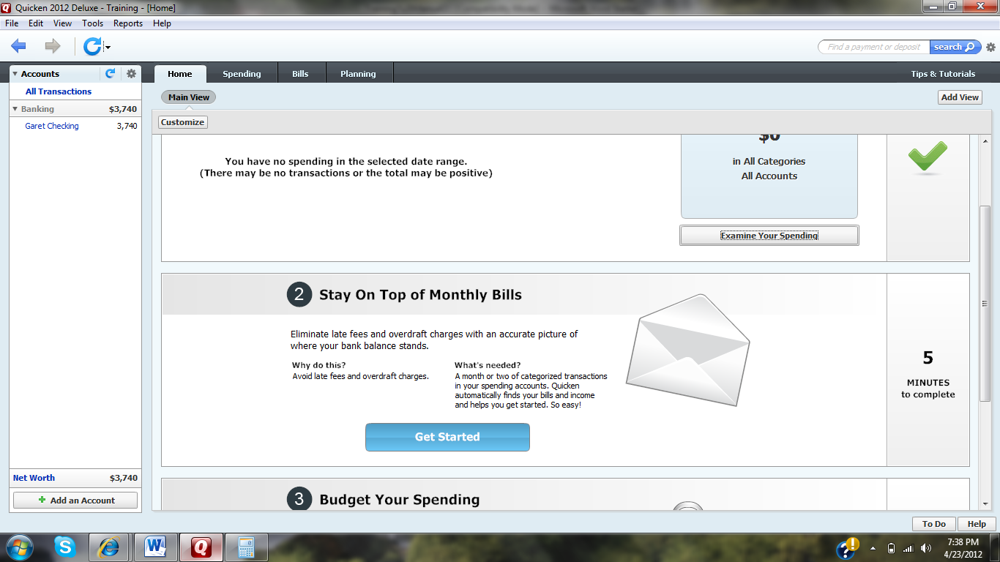 Quicken 2012 Deluxe - Training - [Home]
File Edit View Tools Reports Help
Find a payment or deposit search
Accounts
Home Spending Bills Planning Tips & Tutorials
All Transactions
Main View Add View
Banking $3,740
Customize
Garet Checking 3,740
$0
You have no spending in the selected date range.
(There may be no transactions or the total may be positive)
in All Categories
All Accounts
Examine Your Spending
2 Stay On Top of Monthly Bills
Eliminate late fees and overdraft charges with an accurate picture of
where your bank balance stands.
Why do this?
Avoid late fees and overdraft charges.
What's needed?
A month or two of categorized transactions
in your spending accounts. Quicken
automatically finds your bills and income
and helps you get started. So easy!
5
MINUTES
to complete
Get Started
Net Worth $3,740
Add an Account
3 Budget Your Spending
To Do Help
7:38 PM
4/23/2012